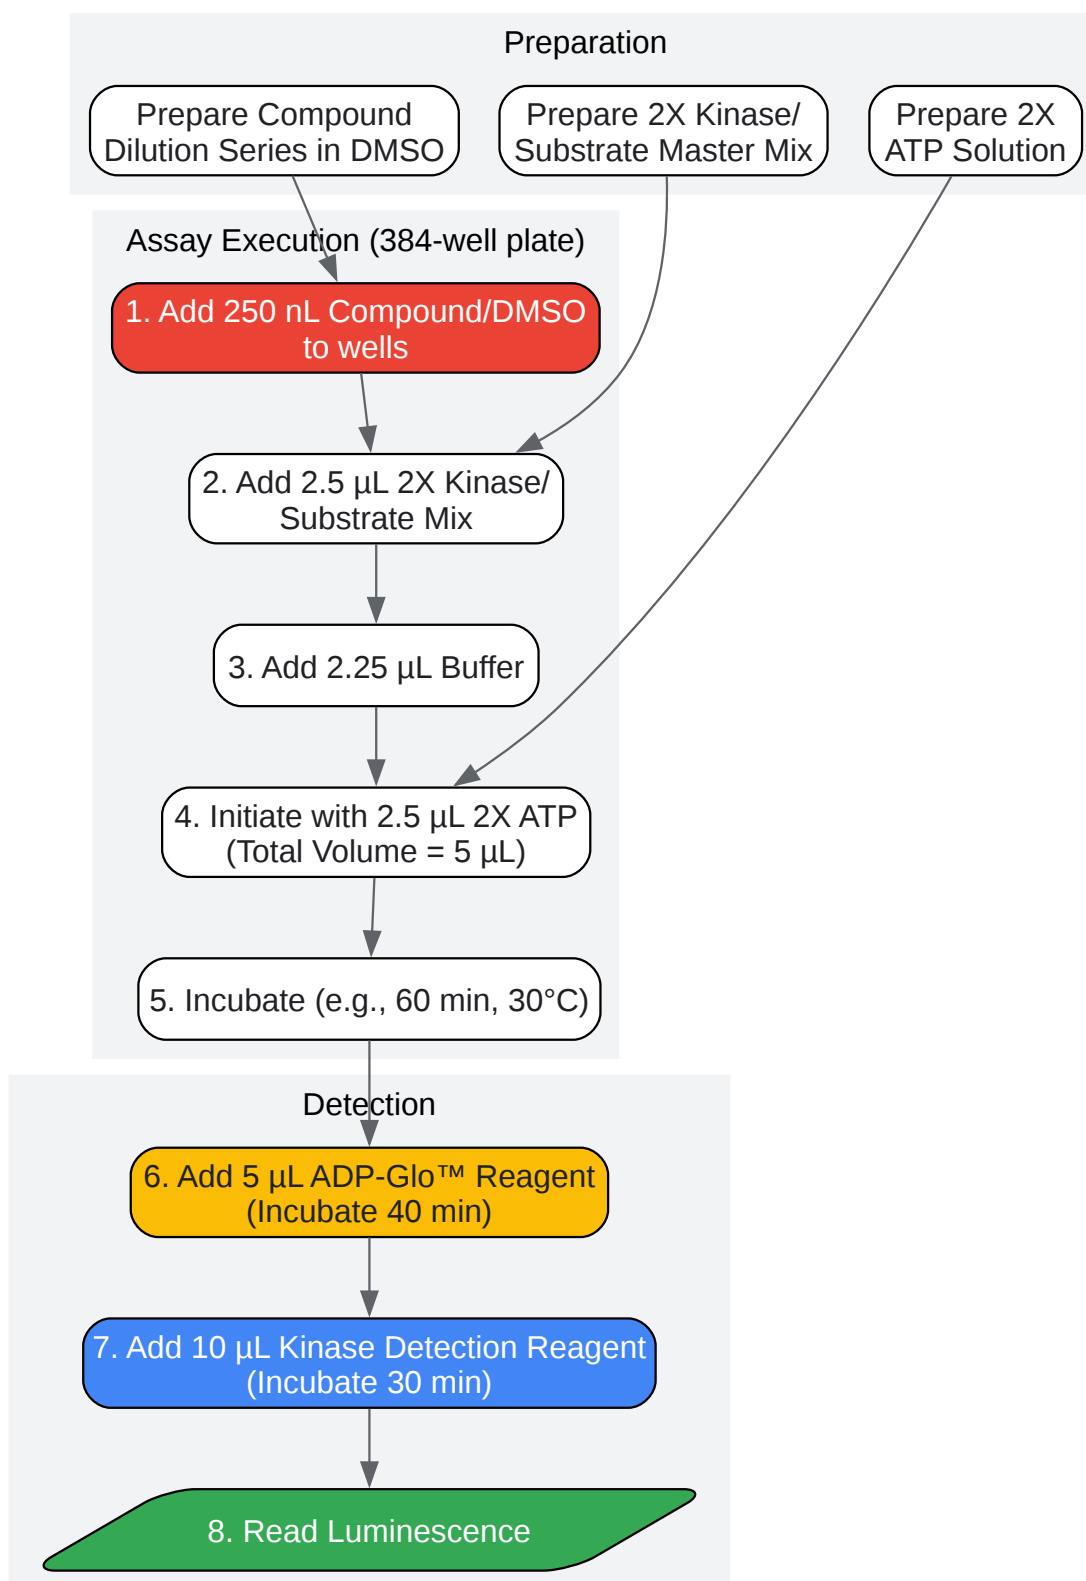 Preparation
Prepare Compound
Dilution Series in DMSO
Prepare 2X Kinase/
Substrate Master Mix
Prepare 2X
ATP Solution
Assay Execution (384-well plate)
1. Add 250 nL Compound/DMSO
to wells
2. Add 2.5 µL 2X Kinase/
Substrate Mix
3. Add 2.25 µL Buffer
4. Initiate with 2.5 µL 2X ATP
(Total Volume = 5 µL)
5. Incubate (e.g., 60 min, 30°C)
Detection
6. Add 5 µL ADP-Glo™ Reagent
(Incubate 40 min)
7. Add 10 µL Kinase Detection Reagent
(Incubate 30 min)
8. Read Luminescence